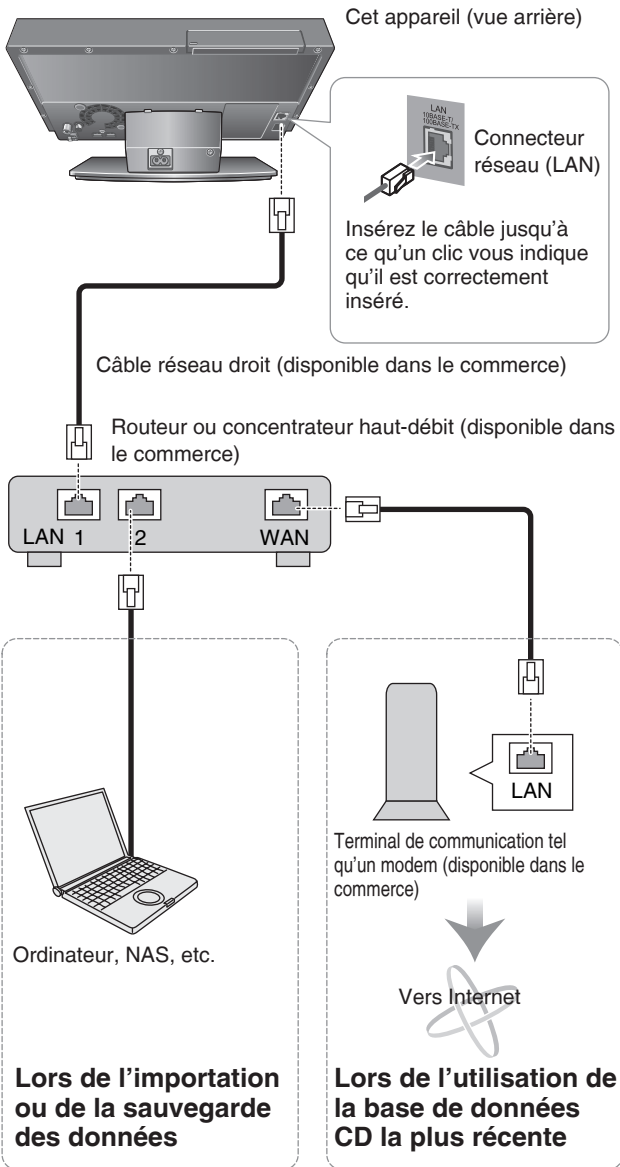 Cet appareil (vue arrière)
LAN
10BASE-T/
100BASE-TX
Connecteur
réseau (LAN)
Insérez le câble jusqu'à
ce qu'un clic vous indique
qu'il est correctement
inséré.
Câble réseau droit (disponible dans le commerce)
Routeur ou concentrateur haut-débit (disponible dans
le commerce)
LAN 1 2 WAN
LAN
Terminal de communication tel
qu'un modem (disponible dans le
commerce)
Ordinateur, NAS, etc.
Vers Internet
Lors de l'importation
ou de la sauvegarde
des données
Lors de l'utilisation de
la base de données
CD la plus récente